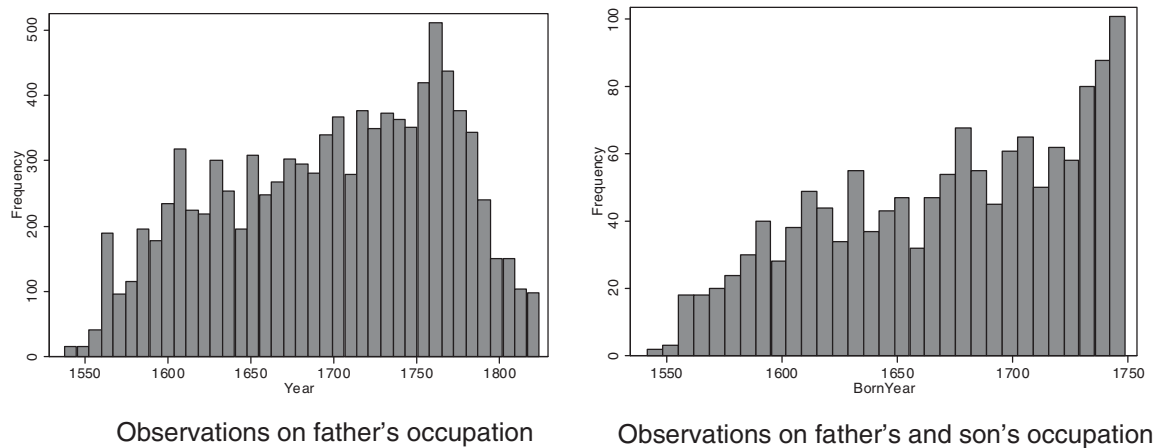 500
400
300
200
100
0
Frequency
1550 1600 1650 1700 1750 1800
Year
Observations on father's occupation
100
80
60
40
20
0
Frequency
1550 1600 1650 1700 1750
BornYear
Observations on father's and son's occupation